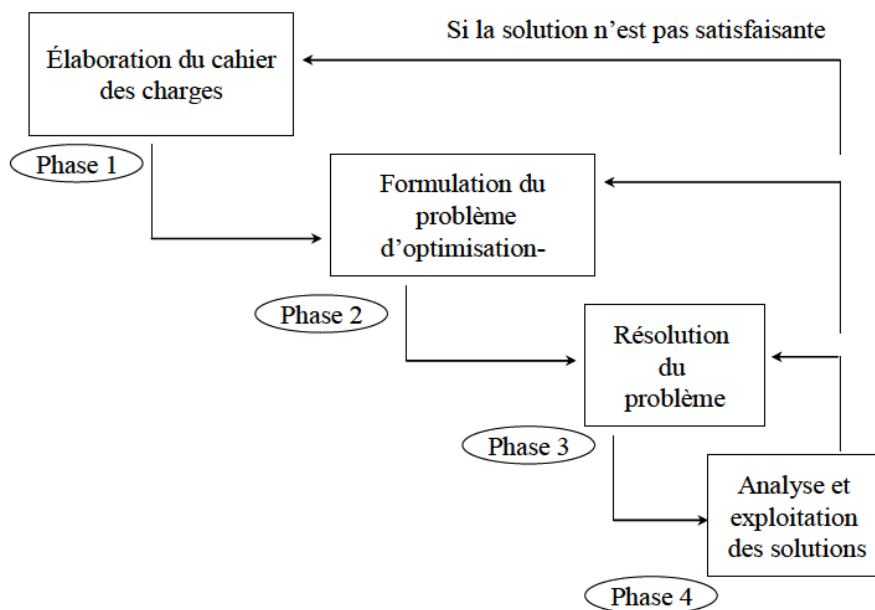 Si la solution n’est pas satisfaisante
Élaboration du cahier
des charges
Phase 1
Formulation du
problème
d’optimisation-
Phase 2
Résolution
du
problème
Phase 3
Analyse et
exploitation
des solutions
Phase 4